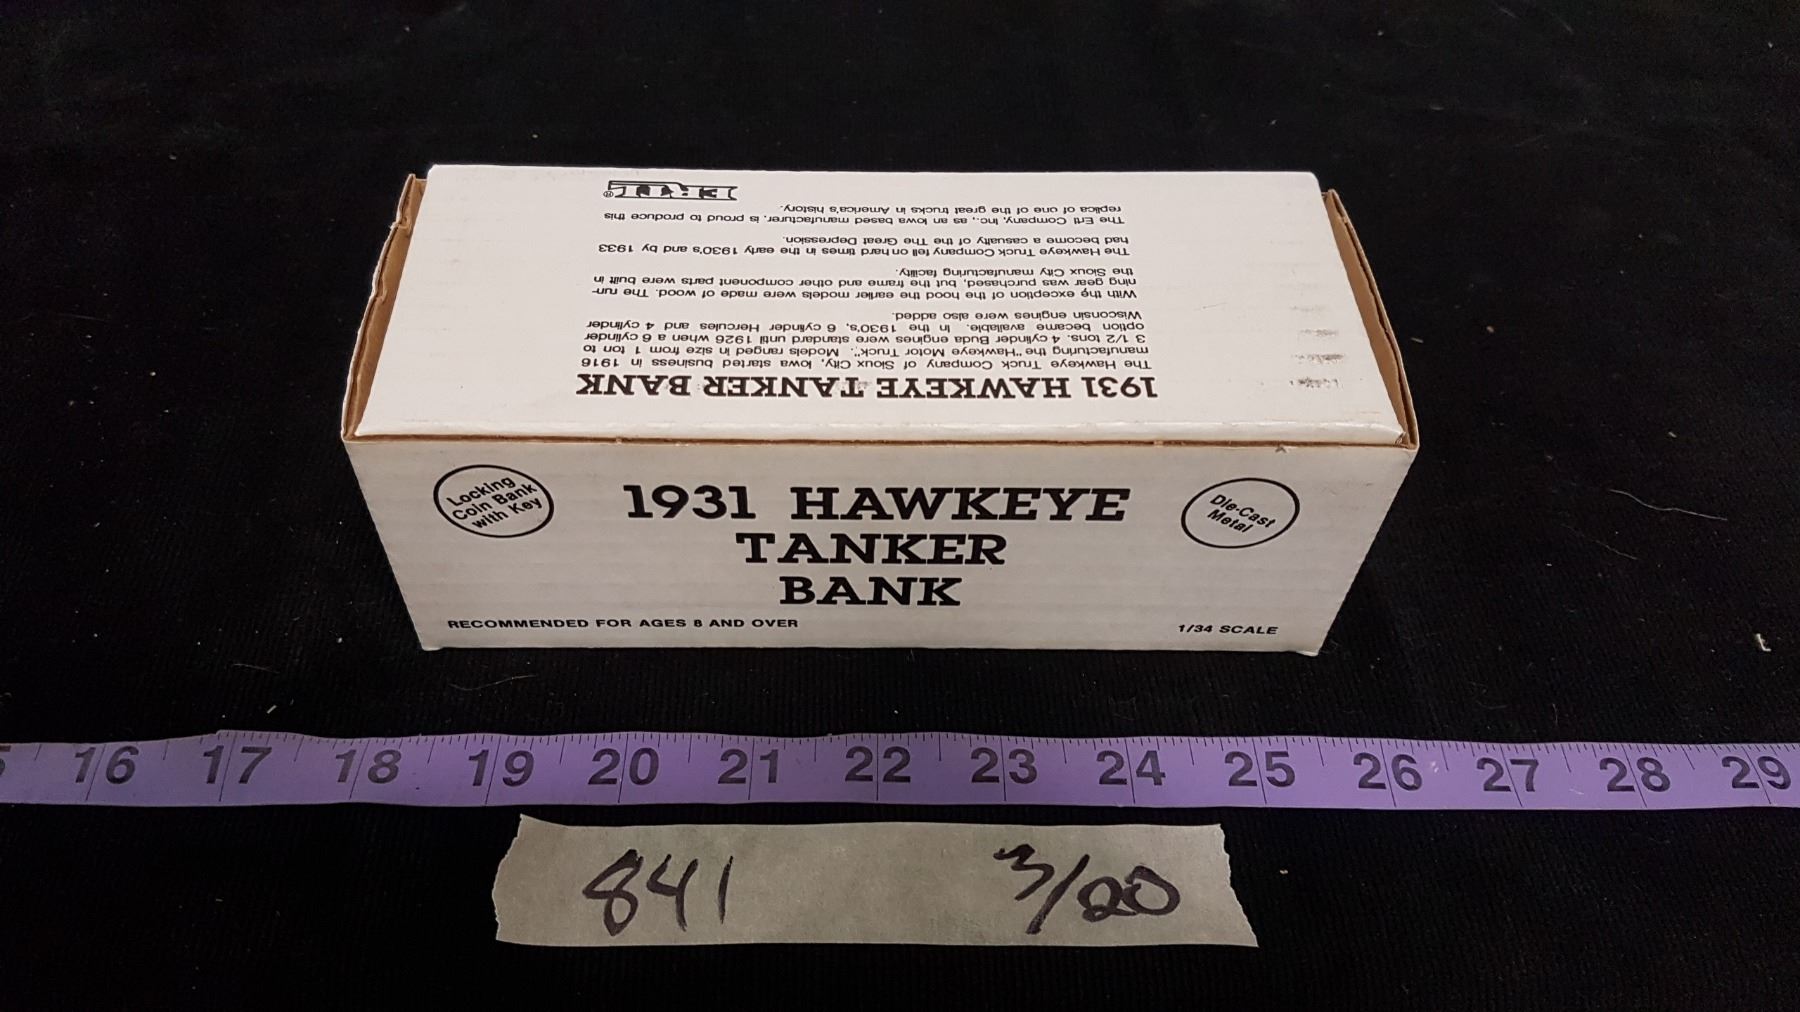 1931 HAWKEYE TANKER BANK
The Hawkeye Truck Company of Sioux City, Iowa started business in 1916
manufacturing the "Hawkeye Motor Truck". Models ranged in size from 1 ton to
3 1/2 tons. 4 cylinder Buda engines were standard until 1926 when a 6 cylinder
option became available. In the 1930's, 6 cylinder Hercules and 4 cylinder
Wisconsin engines were also added.
With the exception of the hood the earlier models were made of wood. The run-
ning gear was purchased, but the frame and other component parts were built in
the Sioux City manufacturing facility.
The Hawkeye Truck Company fell on hard times in the early 1930's and by 1933
had become a casualty of the The Great Depression.
The Ertl Company, Inc., as an Iowa based manufacturer, is proud to produce this
replica of one of the great trucks in America's history.
ERTL®
Locking
Coin Bank
with Key
1931 HAWKEYE
TANKER
BANK
Die-Cast
Metal
RECOMMENDED FOR AGES 8 AND OVER
1/34 SCALE
16 17 18 19 20 21 22 23 24 25 26 27 28 29
841 3/20